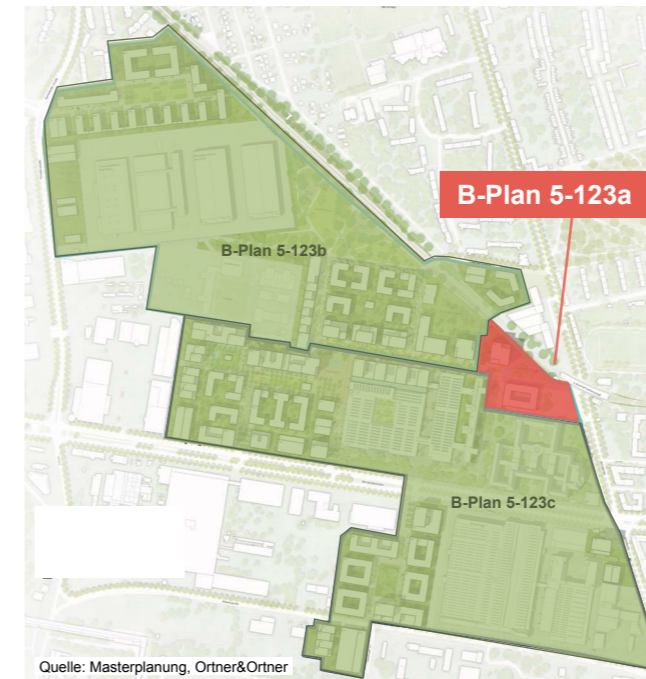 B-Plan 5-123a
B-Plan 5-123b
B-Plan 5-123c
Quelle: Masterplanung, Ortner&Ortner